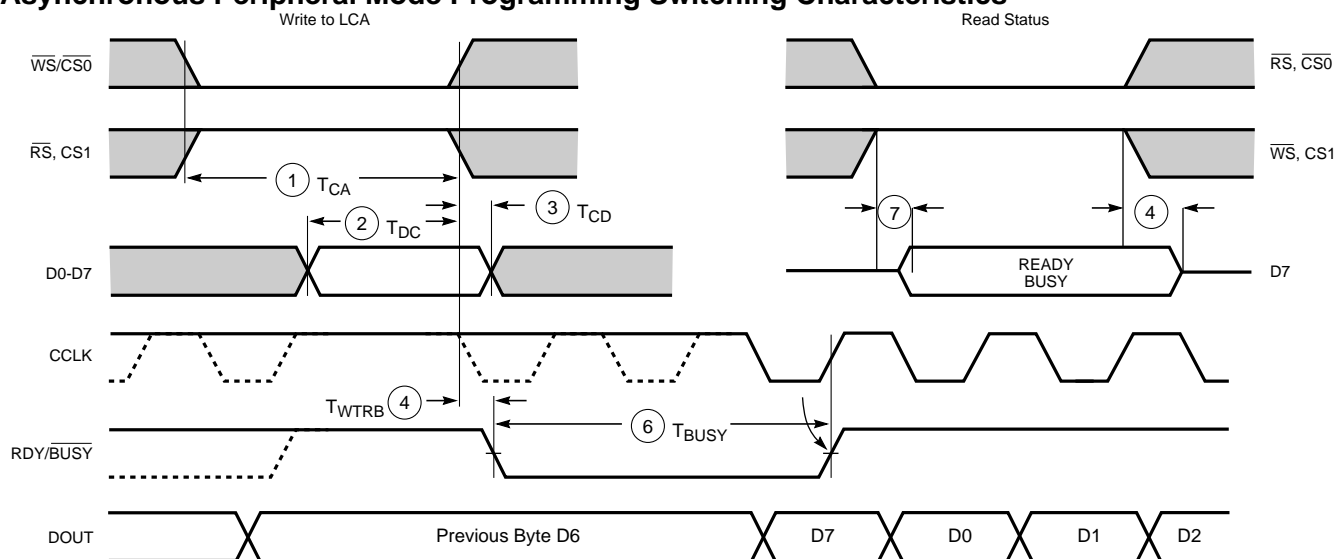 Asynchronous Peripheral Mode Programming Switching Characteristics
Write to LCA
Read Status
WS/CS0
RS, CS0
RS, CS1
WS, CS1
1 TCA
2 TDC
3 TCD
7
4
D0-D7
READY
BUSY
D7
CCLK
TWTRB 4
6 TBUSY
RDY/BUSY
DOUT
Previous Byte D6
D7
D0
D1
D2